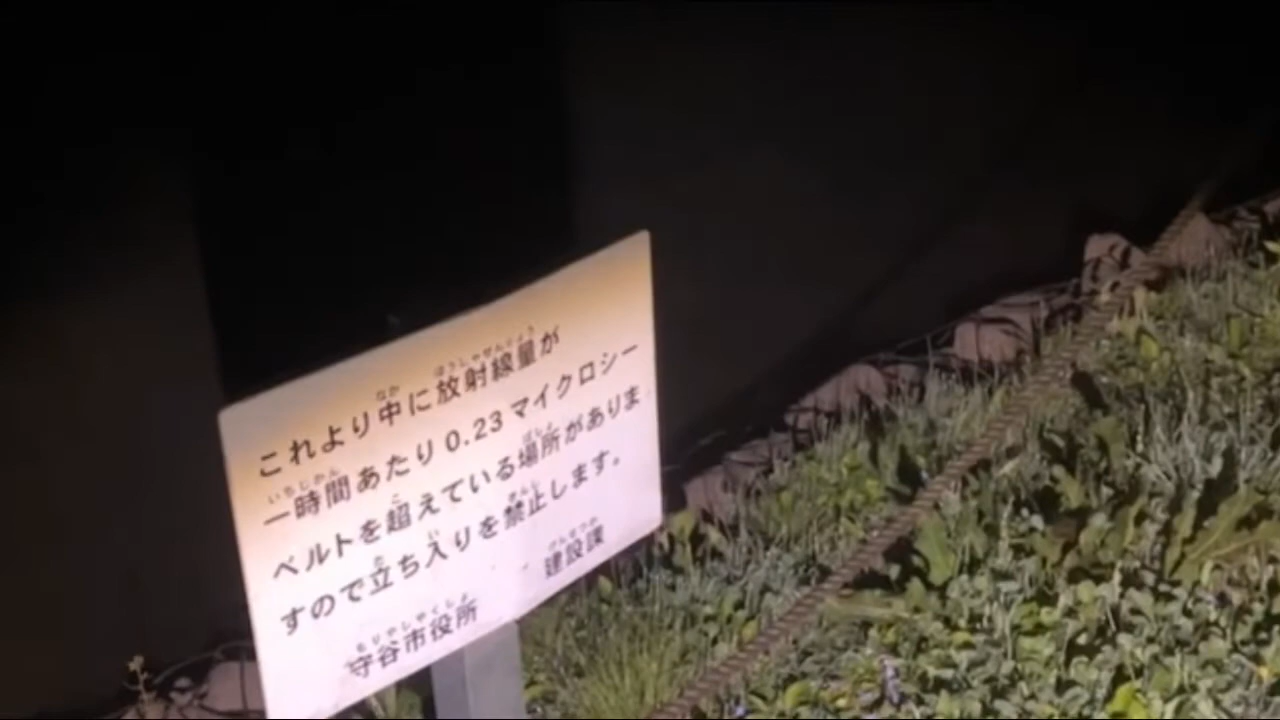 これより中に放射線量が
一時間あたり0.23マイクロシー
ベルトを超えている場所がありま
すので立ち入りを禁止します。
守谷市役所 建設課